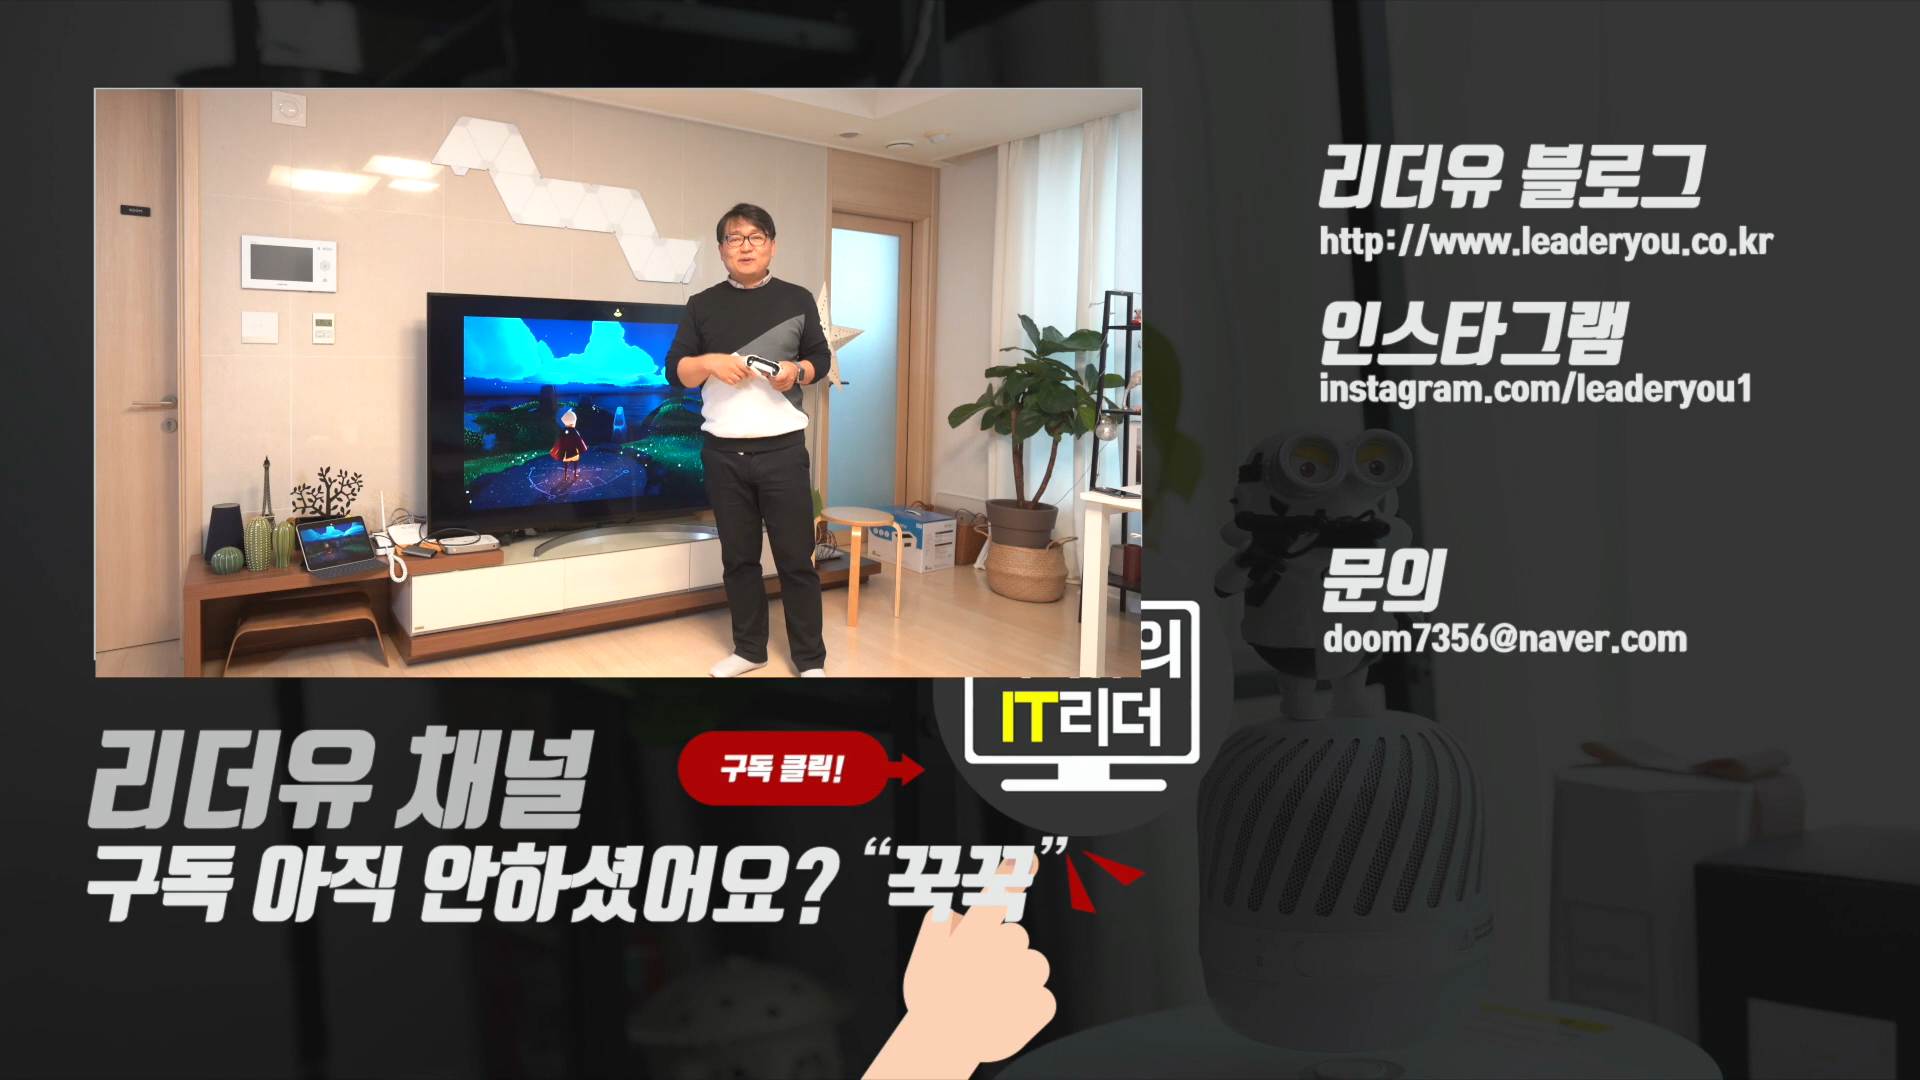 리더유 블로그
http://www.leaderyou.co.kr
인스타그램
instagram.com/leaderyou1
문의
doom7356@naver.com
의
IT리더
구독 클릭!
리더유 채널
구독 아직 안하셨어요? “꾹꾹”